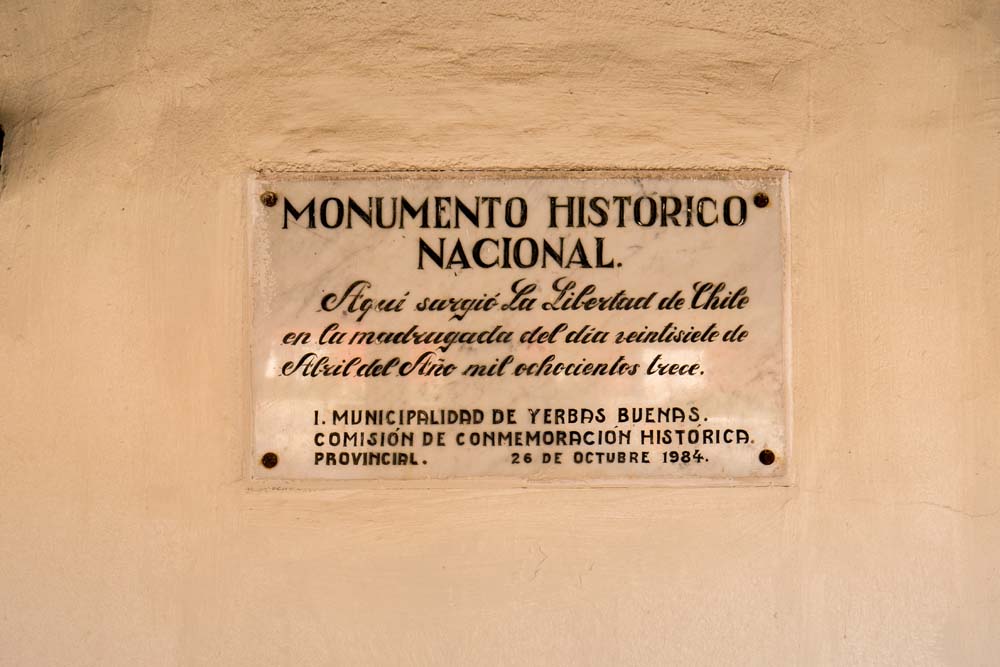 MONUMENTO HISTÓRICO
NACIONAL.
Aquí surgió La Libertad de Chile
en la madrugada del día veintisiete de
Abril del Año mil ochocientos trece.
I. MUNICIPALIDAD DE YERBAS BUENAS.
COMISIÓN DE CONMEMORACIÓN HISTÓRICA.
PROVINCIAL. 26 DE OCTUBRE 1984.